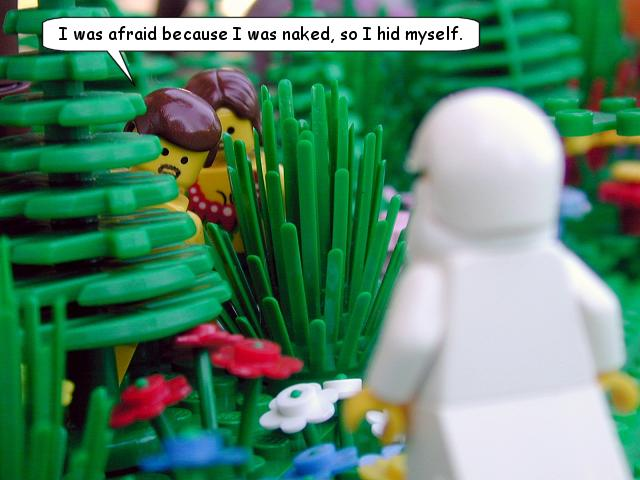 I was afraid because I was naked, so I hid myself.